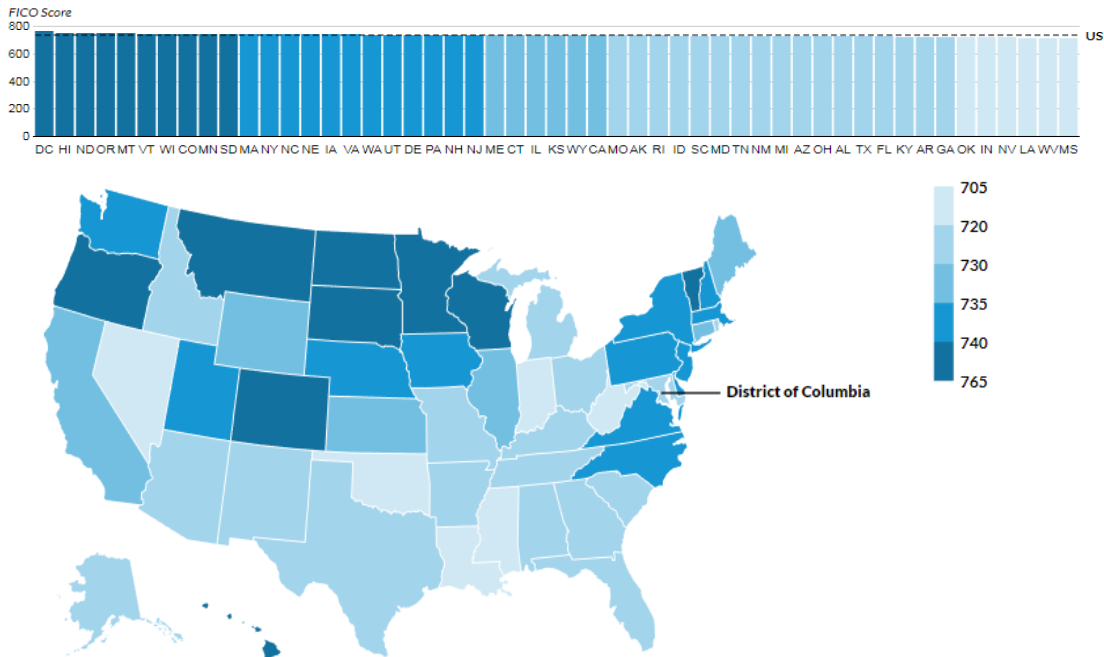 FICO Score
800
US
600
400
200
0
DC HI ND OR MT VT WI CO MN SD MA NY NC NE IA VA WA UT DE PA NH NJ ME CT IL KS WY CA MO AK RI ID SC MD TN NM MI AZ OH AL TX FL KY AR GA OK IN NV LA WV MS
705
720
730
735
740
765
District of Columbia